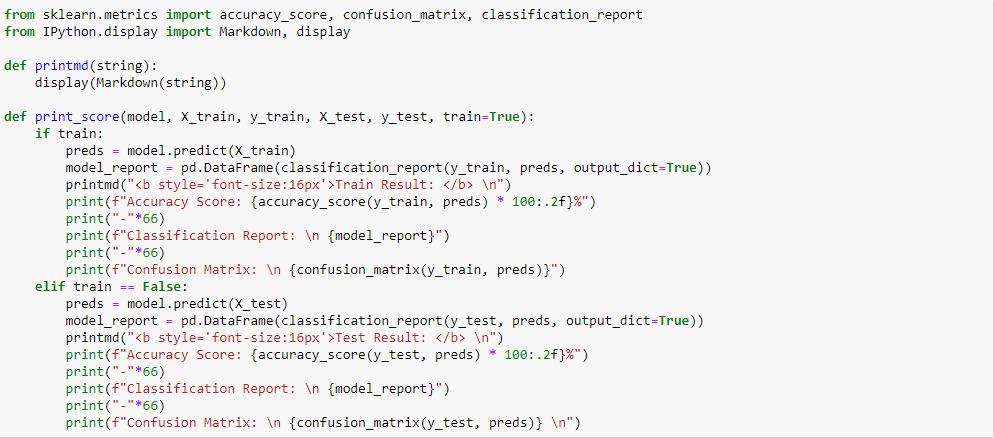 from sklearn.metrics import accuracy_score, confusion_matrix, classification_report
from IPython.display import Markdown, display

def printmd(string):
    display(Markdown(string))

def print_score(model, X_train, y_train, X_test, y_test, train=True):
    if train:
        preds = model.predict(X_train)
        model_report = pd.DataFrame(classification_report(y_train, preds, output_dict=True))
        printmd("<b style='font-size:16px'>Train Result: </b> \n")
        print(f"Accuracy Score: {accuracy_score(y_train, preds) * 100:.2f}%")
        print("-"*66)
        print(f"Classification Report: \n {model_report}")
        print("-"*66)
        print(f"Confusion Matrix: \n {confusion_matrix(y_train, preds)}")
    elif train == False:
        preds = model.predict(X_test)
        model_report = pd.DataFrame(classification_report(y_test, preds, output_dict=True))
        printmd("<b style='font-size:16px'>Test Result: </b> \n")
        print(f"Accuracy Score: {accuracy_score(y_test, preds) * 100:.2f}%")
        print("-"*66)
        print(f"Classification Report: \n {model_report}")
        print("-"*66)
        print(f"Confusion Matrix: \n {confusion_matrix(y_test, preds)} \n")